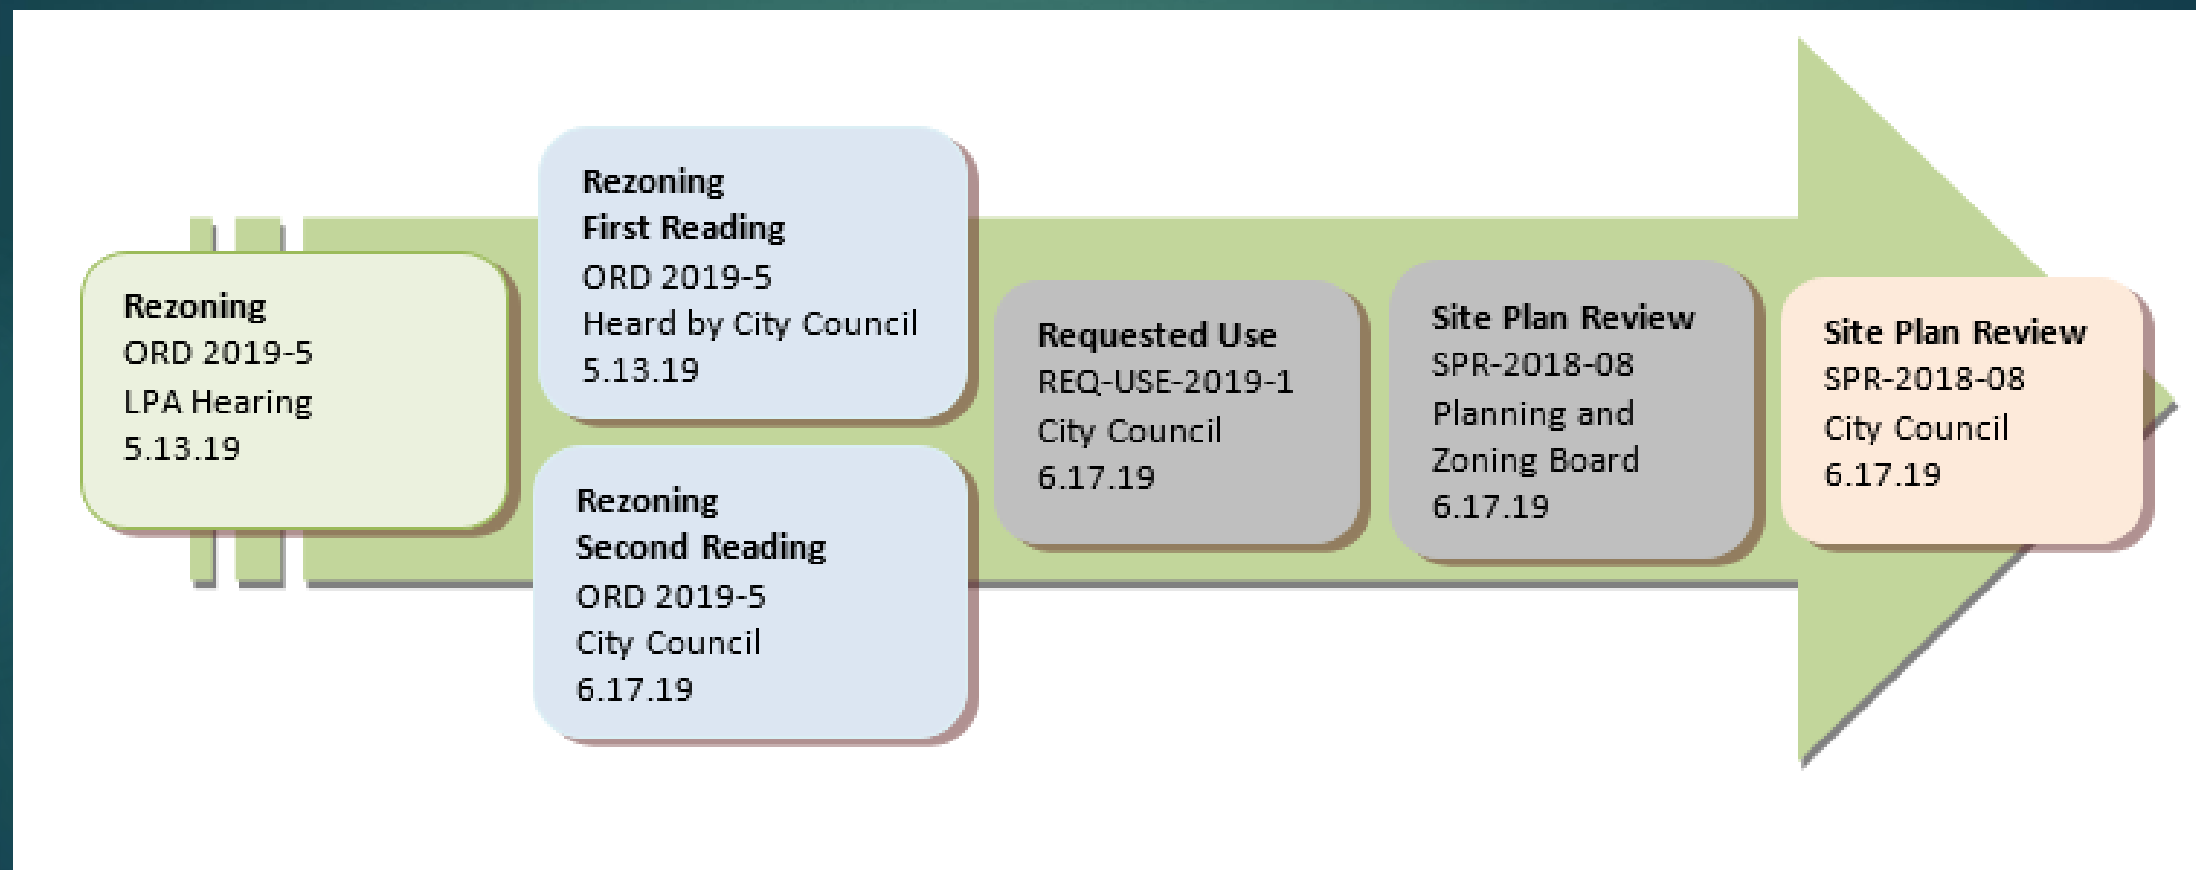 Rezoning
ORD 2019-5
LPA Hearing
5.13.19
Rezoning
First Reading
ORD 2019-5
Heard by City Council
5.13.19
Rezoning
Second Reading
ORD 2019-5
City Council
6.17.19
Requested Use
REQ-USE-2019-1
City Council
6.17.19
Site Plan Review
SPR-2018-08
Planning and
Zoning Board
6.17.19
Site Plan Review
SPR-2018-08
City Council
6.17.19